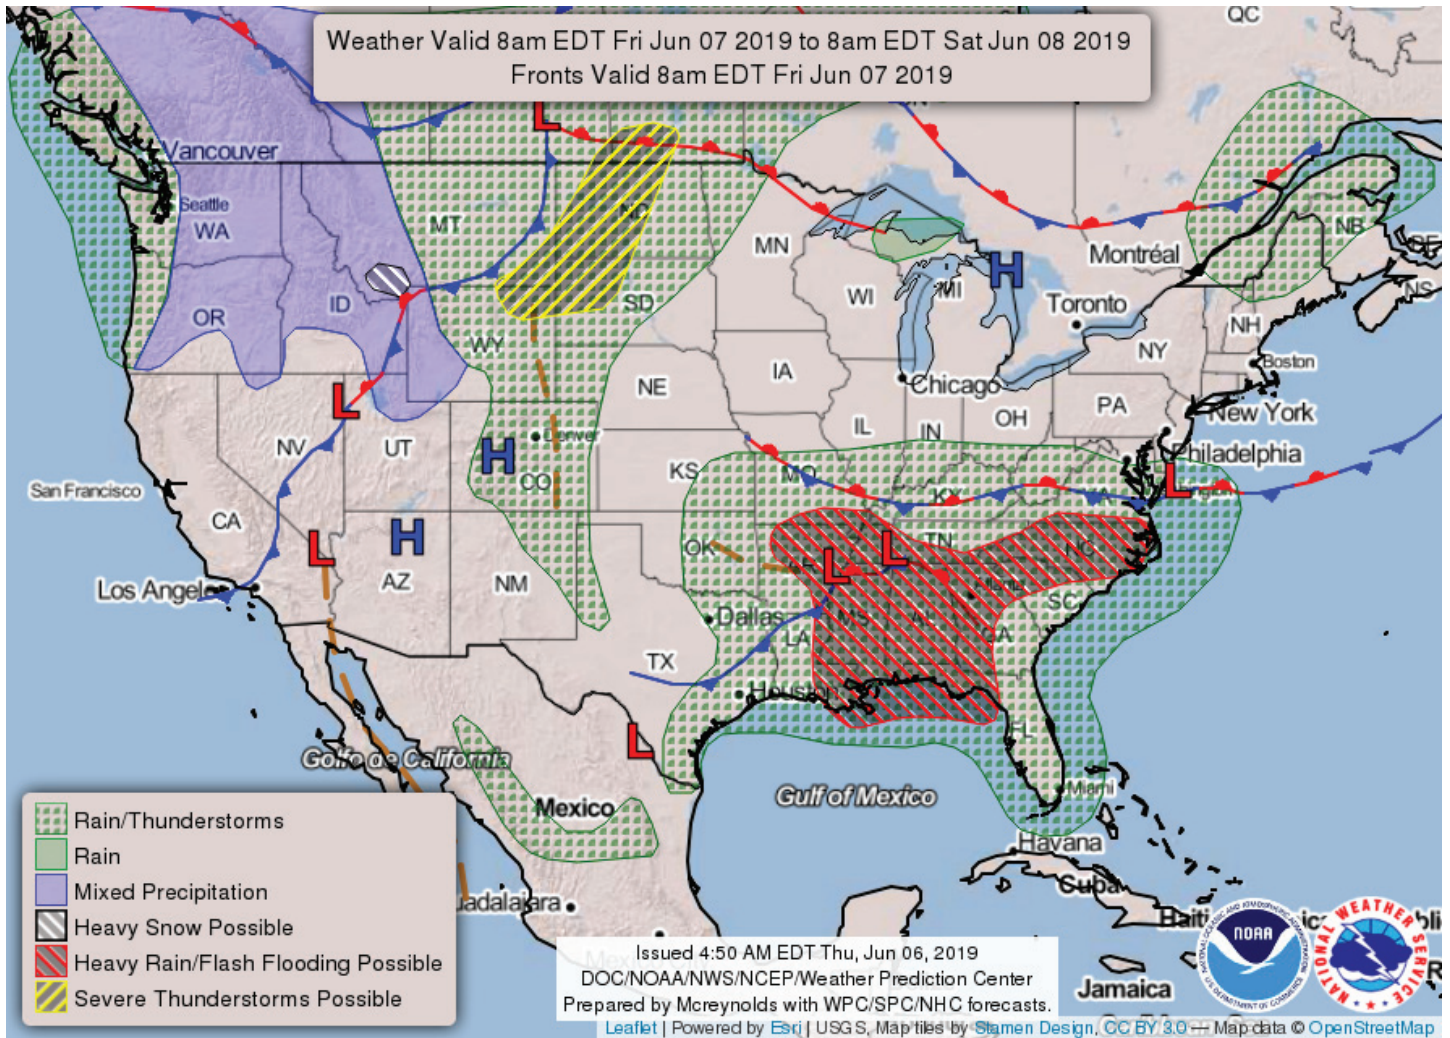 Weather Valid 8am EDT Fri Jun 07 2019 to 8am EDT Sat Jun 08 2019
Fronts Valid 8am EDT Fri Jun 07 2019
QC
Vancouver
Seattle
WA
MT
ND
MN
Montréal
NB
NS
OR
ID
SD
WI
MI
Toronto
NH
WY
NY
Boston
L
H
IA
NE
Chicago
PA
New York
NV
UT
Denver
IL
IN
OH
Philadelphia
San Francisco
CA
CO
KS
MO
KY
VA
L
H
L
L
H
AZ
NM
OK
TN
NC
L
L
Los Angeles
Dallas
MS
AL
Atlanta
SC
LA
GA
TX
Houston
FL
L
Golfo de California
Gulf of Mexico
Miami
Mexico
Havana
Cuba
Jamaica
Rain/Thunderstorms
Rain
Mixed Precipitation
Heavy Snow Possible
Heavy Rain/Flash Flooding Possible
Severe Thunderstorms Possible
uadalajara
Haiti
NOAA
NATIONAL WEATHER SERVICE
Issued 4:50 AM EDT Thu, Jun 06, 2019
DOC/NOAA/NWS/NCEP/Weather Prediction Center
Prepared by Mcreynolds with WPC/SPC/NHC forecasts.
Leaflet | Powered by Esri | USGS, Map tiles by Stamen Design, CC BY 3.0 — Map data © OpenStreetMap